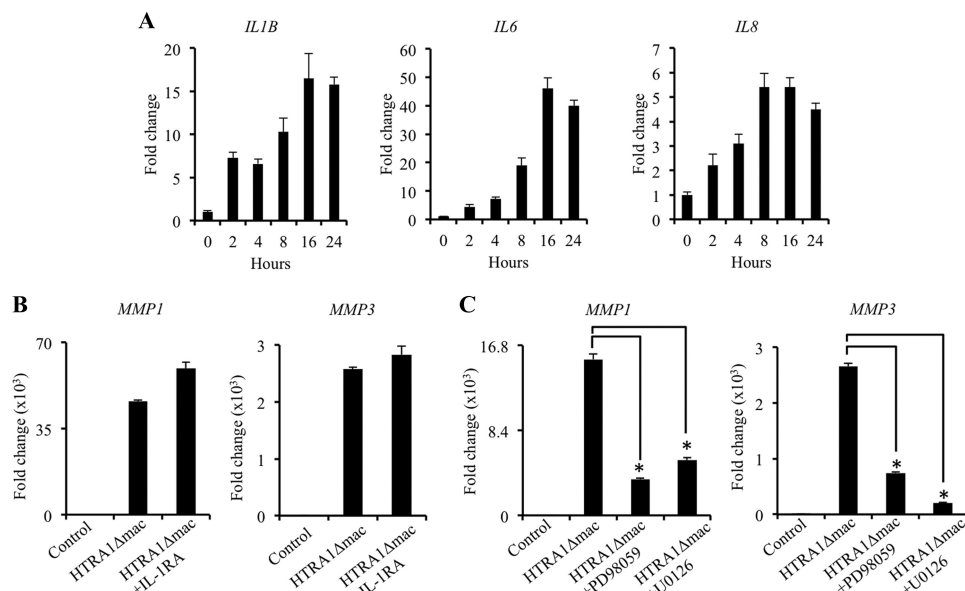 A
IL1B
IL6
IL8
Fold change
20
15
10
5
0
0 2 4 8 16 24
Hours
Fold change
60
50
40
30
20
10
0
0 2 4 8 16 24
Hours
Fold change
7
6
5
4
3
2
1
0
0 2 4 8 16 24
Hours
B
MMP1
Fold change (x10³)
70
35
0
Control
HTRA1Δmac
HTRA1Δmac
+IL-1RA
MMP3
Fold change (x10³)
3
2
1
0
Control
HTRA1Δmac
HTRA1Δmac
IL-1RA
C
MMP1
Fold change (x10³)
16.8
8.4
0
*
*
Control
HTRA1Δmac
HTRA1Δmac
+PD98059
HTRA1Δmac
+U0126
MMP3
Fold change (x10³)
3
2
1
0
*
*
Control
HTRA1Δmac
HTRA1Δmac
+PD98059
HTRA1Δmac
+U0126